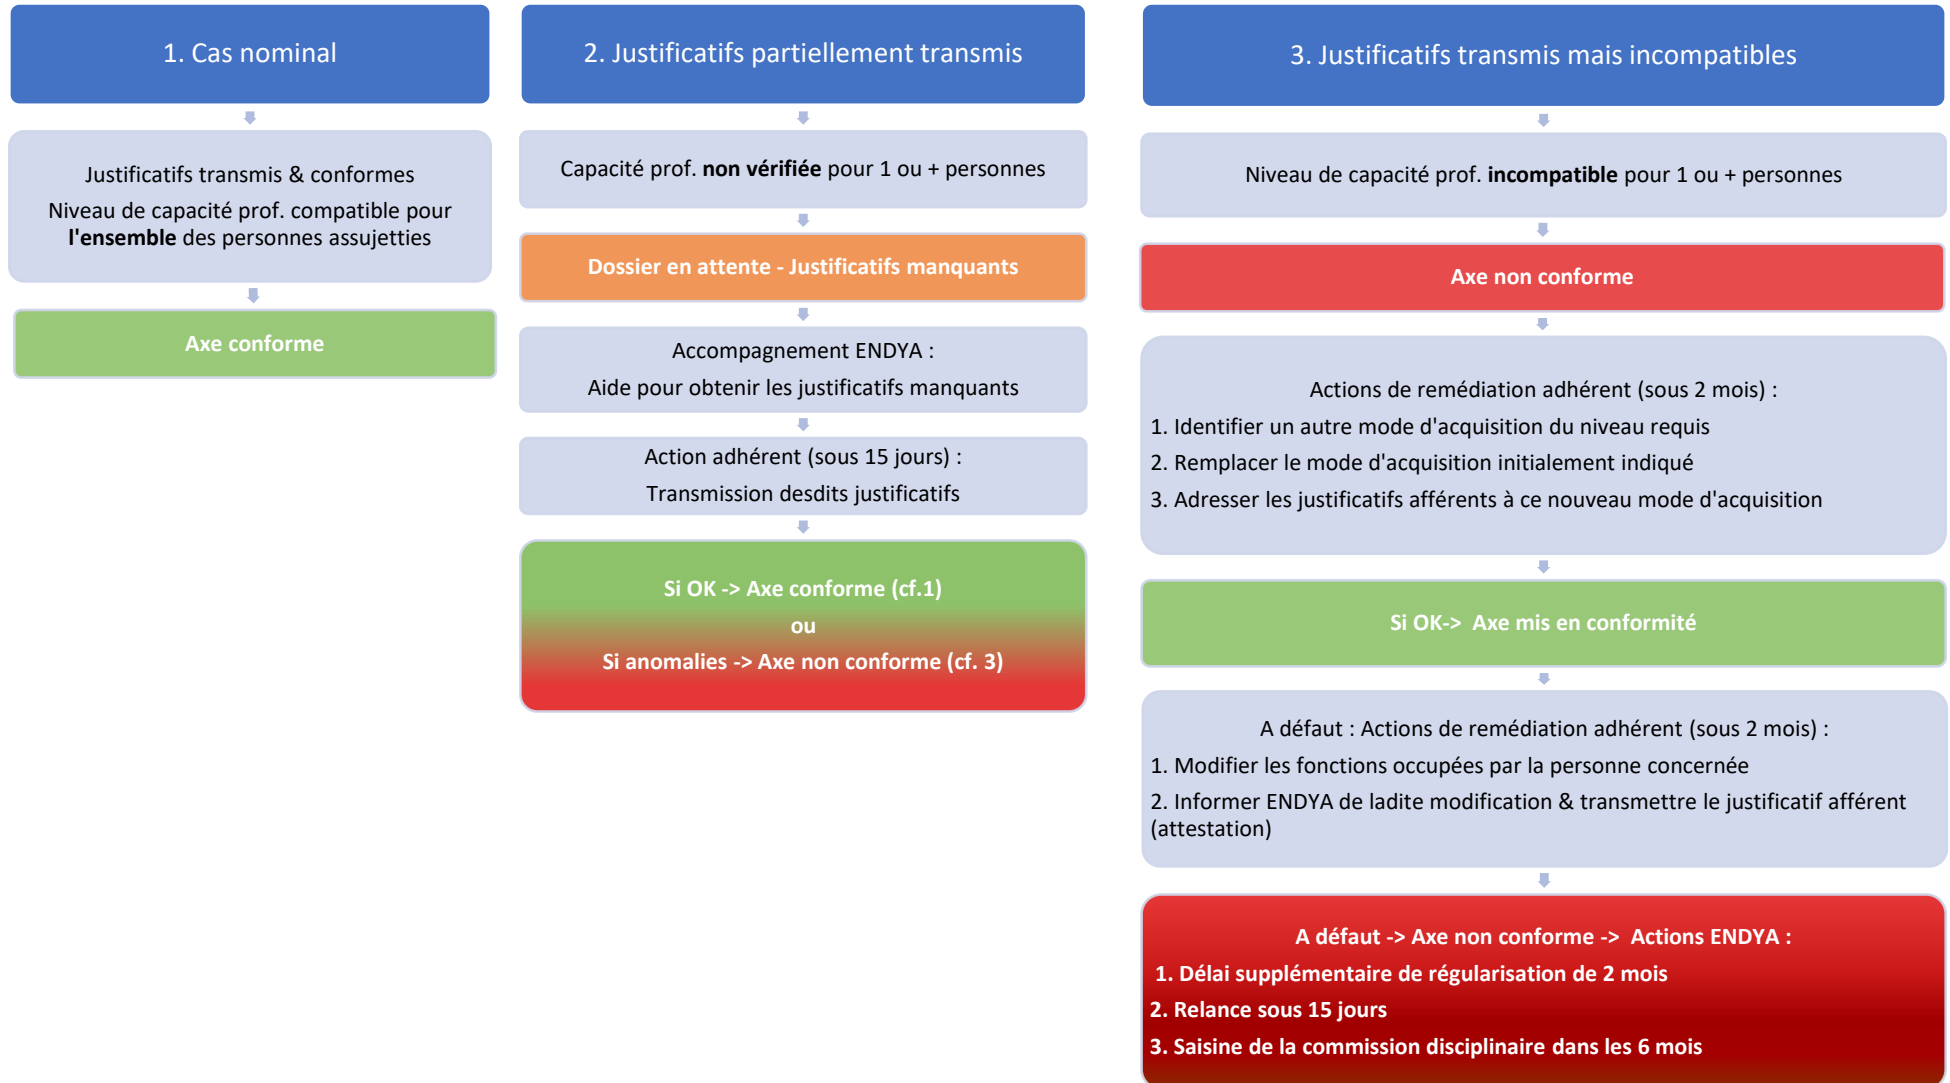 1. Cas nominal
Justificatifs transmis & conformes
Niveau de capacité prof. compatible pour
l'ensemble des personnes assujetties
Axe conforme
2. Justificatifs partiellement transmis
Capacité prof. non vérifiée pour 1 ou + personnes
Dossier en attente - Justificatifs manquants
Accompagnement ENDYA :
Aide pour obtenir les justificatifs manquants
Action adhérent (sous 15 jours) :
Transmission desdits justificatifs
Si OK -> Axe conforme (cf.1)
ou
Si anomalies -> Axe non conforme (cf. 3)
3. Justificatifs transmis mais incompatibles
Niveau de capacité prof. incompatible pour 1 ou + personnes
Axe non conforme
Actions de remédiation adhérent (sous 2 mois) :
1. Identifier un autre mode d'acquisition du niveau requis
2. Remplacer le mode d'acquisition initialement indiqué
3. Adresser les justificatifs afférents à ce nouveau mode d'acquisition
Si OK-> Axe mis en conformité
A défaut : Actions de remédiation adhérent (sous 2 mois) :
1. Modifier les fonctions occupées par la personne concernée
2. Informer ENDYA de ladite modification & transmettre le justificatif afférent
(attestation)
A défaut -> Axe non conforme -> Actions ENDYA :
1. Délai supplémentaire de régularisation de 2 mois
2. Relance sous 15 jours
3. Saisine de la commission disciplinaire dans les 6 mois